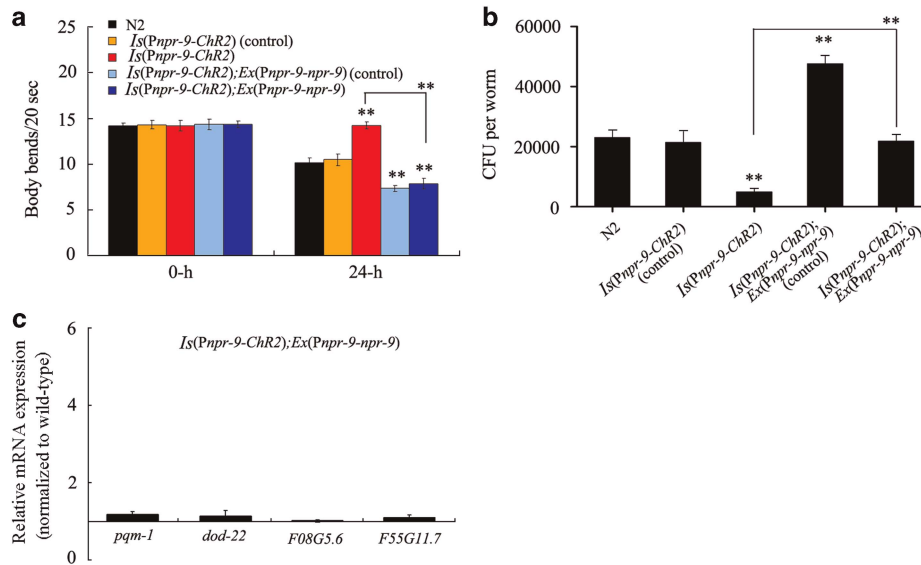 a
N2
Is(Pnpr-9-ChR2) (control)
Is(Pnpr-9-ChR2)
Is(Pnpr-9-ChR2);Ex(Pnpr-9-npr-9) (control)
Is(Pnpr-9-ChR2);Ex(Pnpr-9-npr-9)
Body bends/20 sec
25
20
15
10
5
0
**
**
** **
0-h
24-h
b
CFU per worm
60000
40000
20000
0
**
**
**
N2
Is(Pnpr-9-ChR2)
(control)
Is(Pnpr-9-ChR2)
Is(Pnpr-9-ChR2);
Ex(Pnpr-9-npr-9)
(control)
Is(Pnpr-9-ChR2);
Ex(Pnpr-9-npr-9)
c
Relative mRNA expression
(normalized to wild-type)
6
4
2
0
Is(Pnpr-9-ChR2);Ex(Pnpr-9-npr-9)
pqm-1
dod-22
F08G5.6
F55G11.7